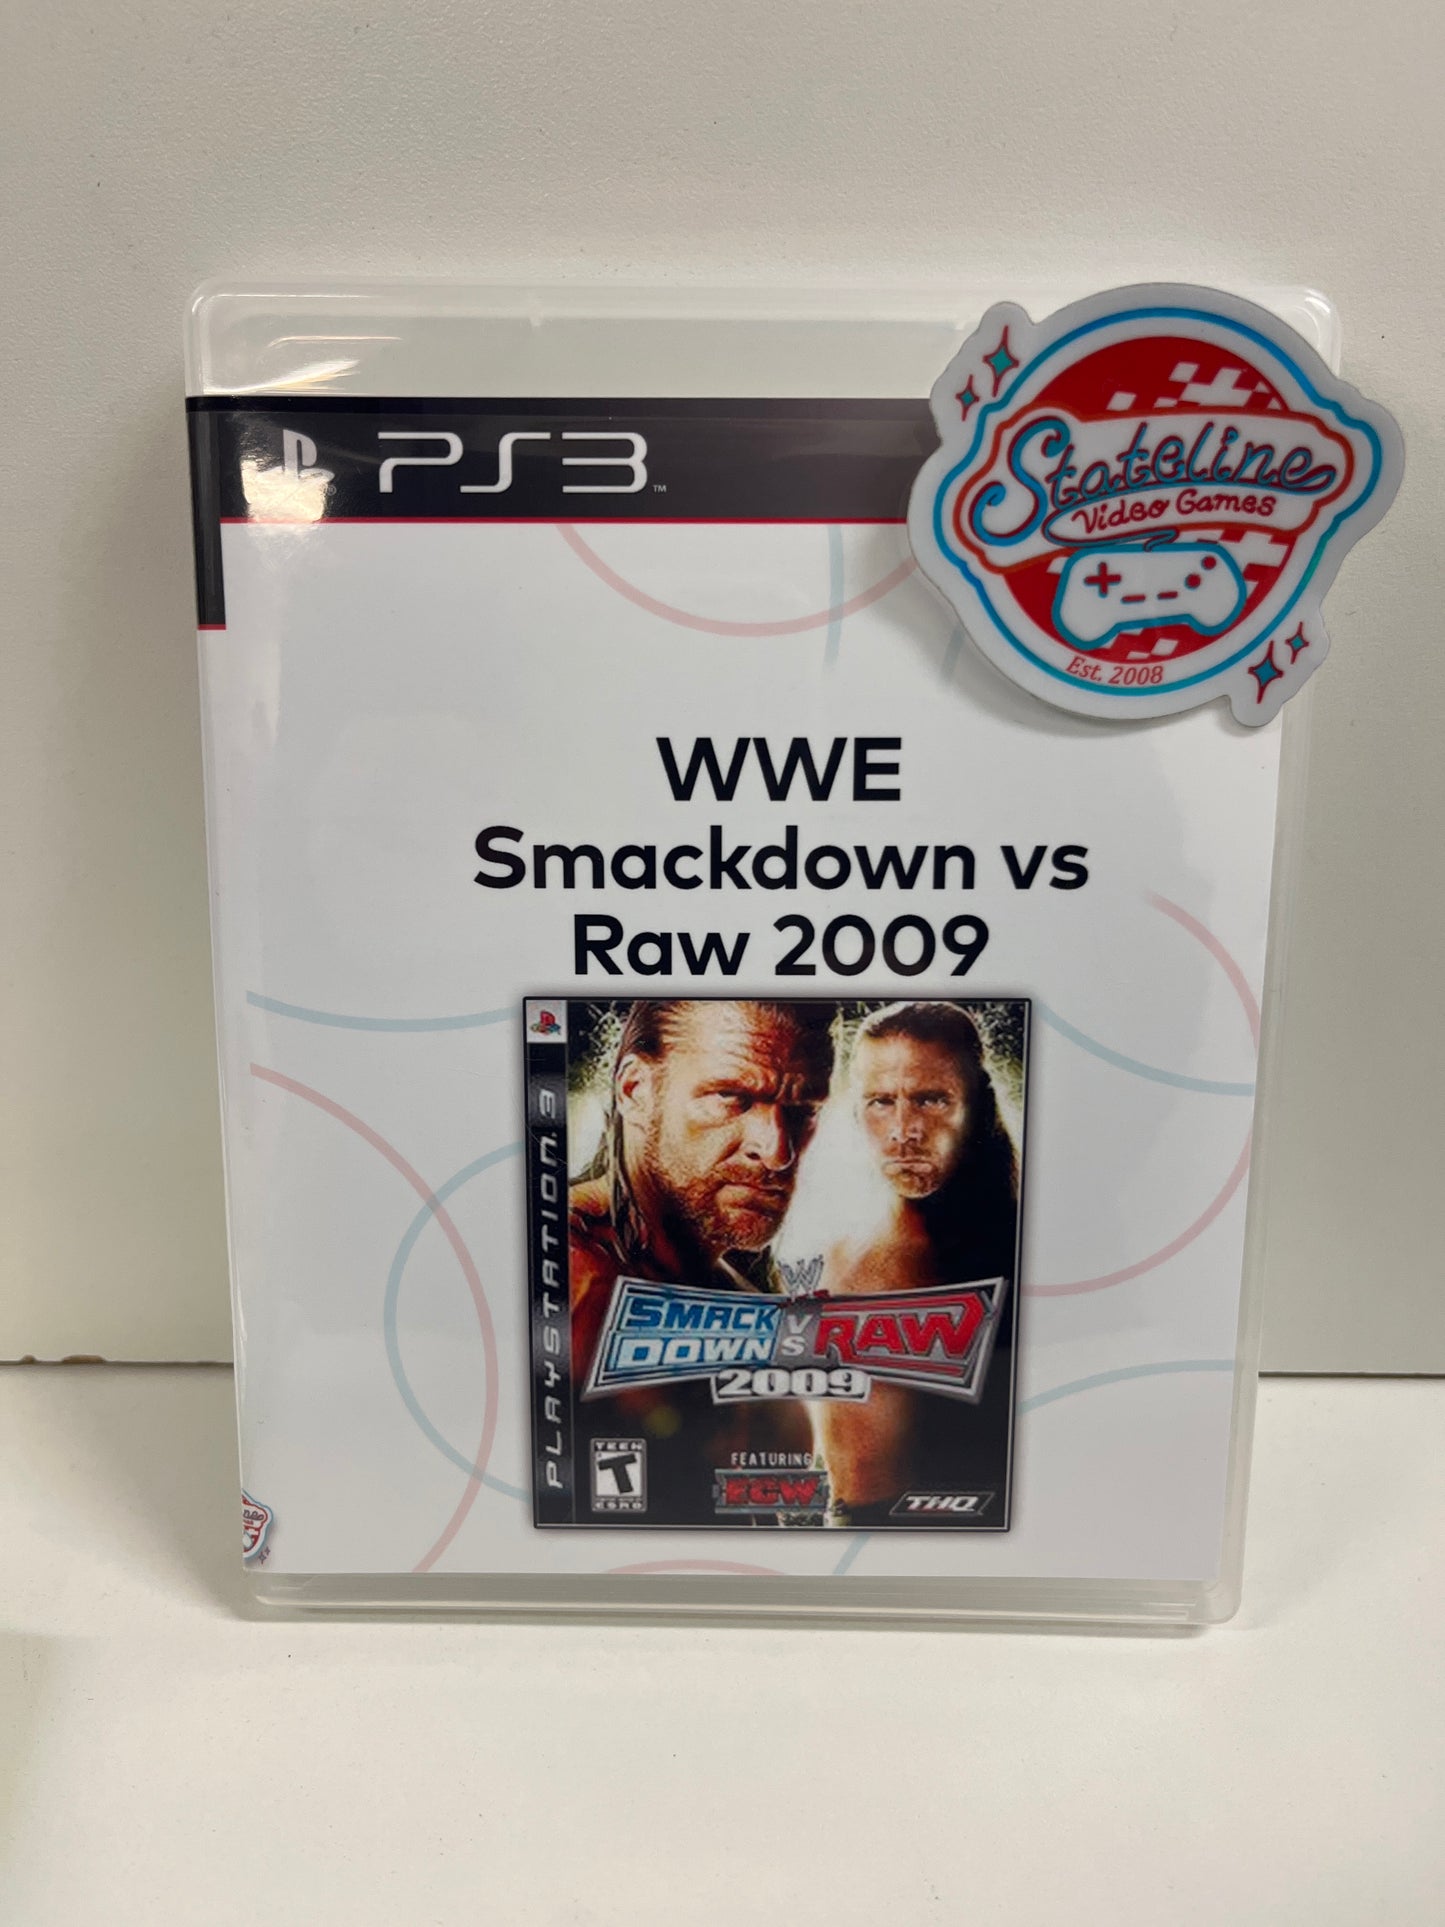 PS3™
Stateline
Video Games
Est. 2008
WWE
Smackdown vs
Raw 2009
PLAYSTATION 3
W
SMACK
DOWN
VS
RAW
2009
TEEN
T
ESRB
FEATURING
ECW
THQ